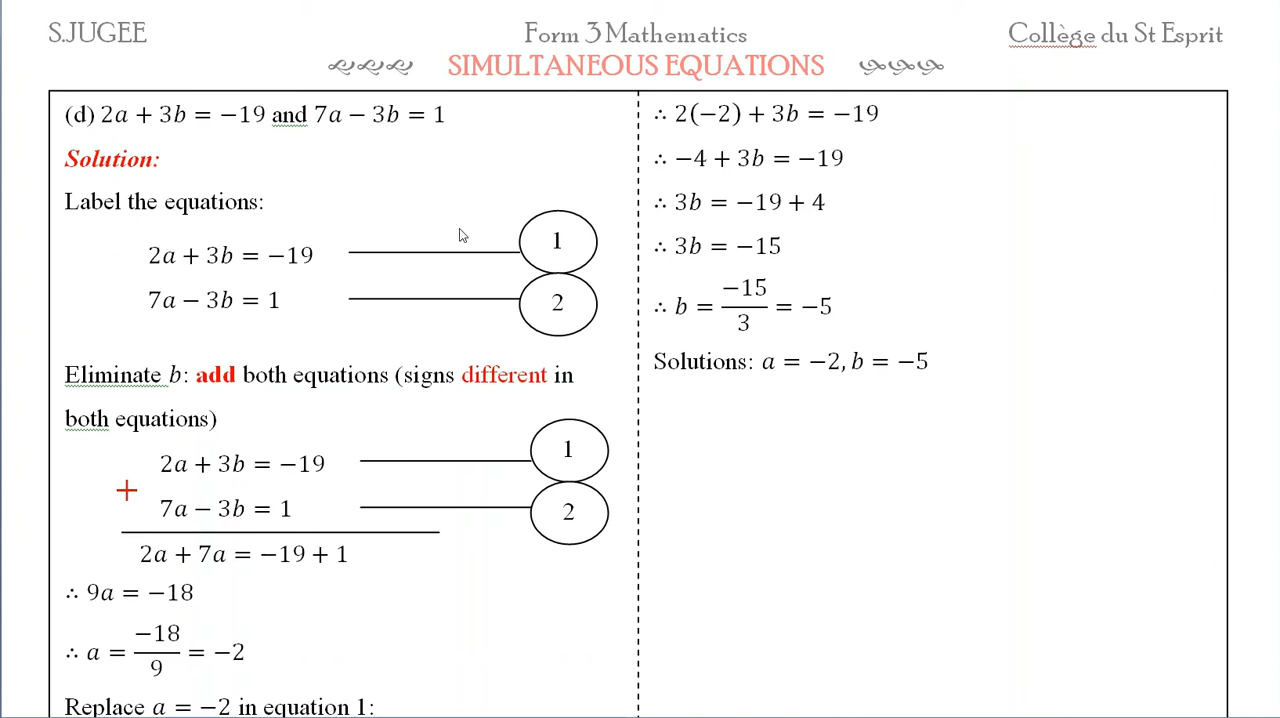 S.JUGEE Form 3 Mathematics Collège du St Esprit
SIMULTANEOUS EQUATIONS
(d) 2a + 3b = −19 and 7a − 3b = 1
Solution:
Label the equations:
2a + 3b = −19 1
7a − 3b = 1 2
Eliminate b: add both equations (signs different in
both equations)
2a + 3b = −19 1
+
7a − 3b = 1 2
2a + 7a = −19 + 1
∴ 9a = −18
∴ a = −18/9 = −2
Replace a = −2 in equation 1:
∴ 2(−2) + 3b = −19
∴ −4 + 3b = −19
∴ 3b = −19 + 4
∴ 3b = −15
∴ b = −15/3 = −5
Solutions: a = −2, b = −5